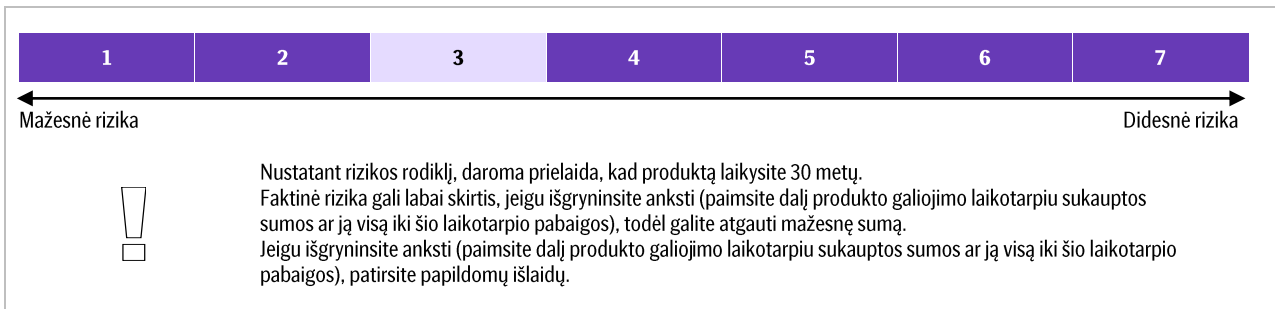 1 2 3 4 5 6 7
Mažesnė rizika Didesnė rizika
Nustatant rizikos rodiklį, daroma prielaida, kad produktą laikysite 30 metų.
Faktinė rizika gali labai skirtis, jeigu išgryninsite anksti (paimsite dalį produkto galiojimo laikotarpiu sukauptos
sumos ar ją visą iki šio laikotarpio pabaigos), todėl galite atgauti mažesnę sumą.
Jeigu išgryninsite anksti (paimsite dalį produkto galiojimo laikotarpiu sukauptos sumos ar ją visą iki šio laikotarpio
pabaigos), patirsite papildomų išlaidų.